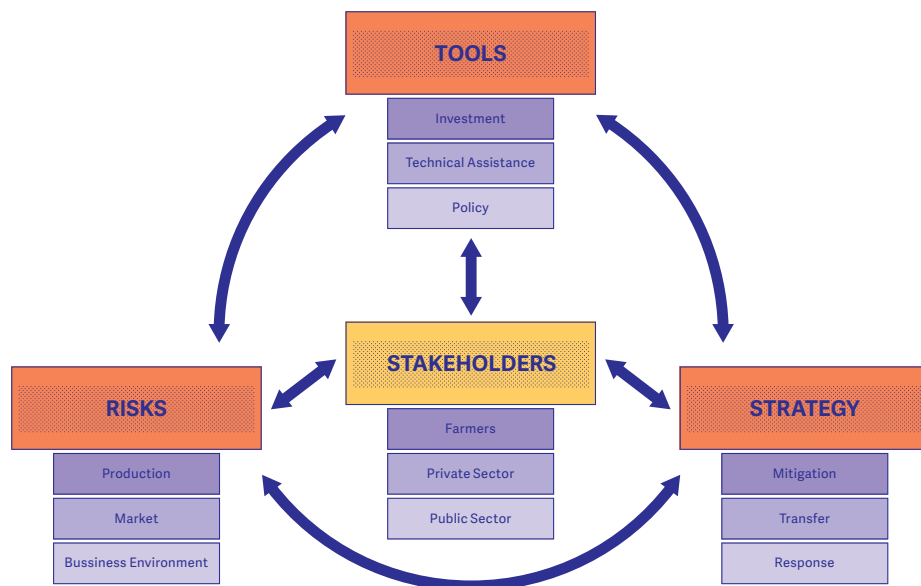 TOOLS
Investment
Technical Assistance
Policy
STAKEHOLDERS
Farmers
Private Sector
Public Sector
RISKS
Production
Market
Bussiness Environment
STRATEGY
Mitigation
Transfer
Response